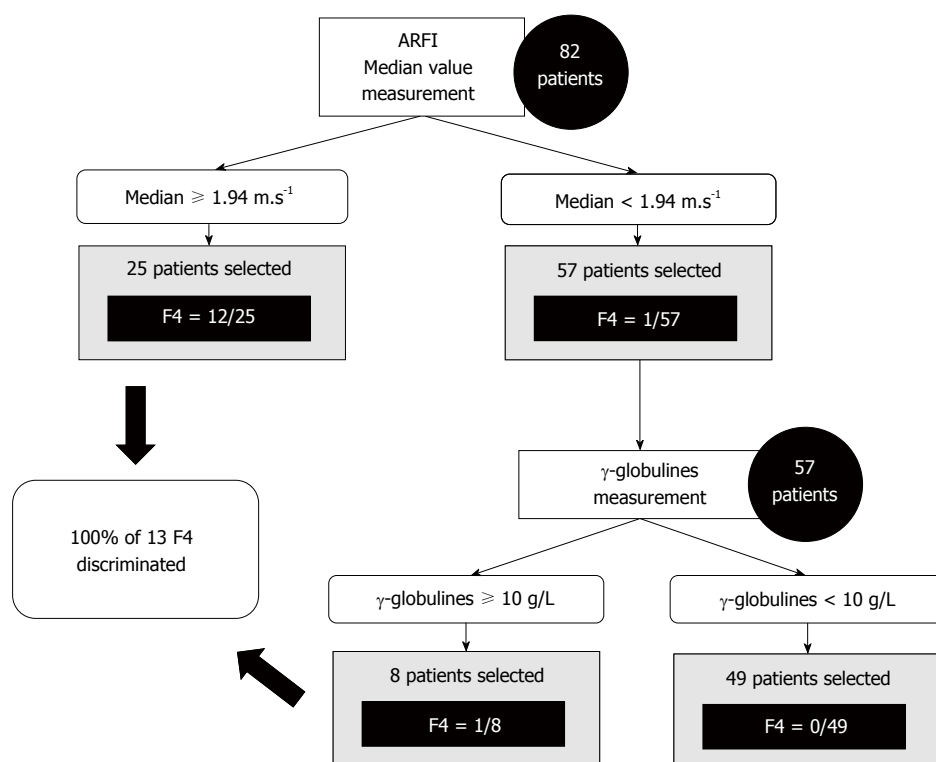 ARFI
Median value
measurement
82
patients
Median ⩾ 1.94 m.s⁻¹
Median < 1.94 m.s⁻¹
25 patients selected
F4 = 12/25
57 patients selected
F4 = 1/57
γ-globulines
measurement
57
patients
100% of 13 F4
discriminated
γ-globulines ⩾ 10 g/L
γ-globulines < 10 g/L
8 patients selected
F4 = 1/8
49 patients selected
F4 = 0/49